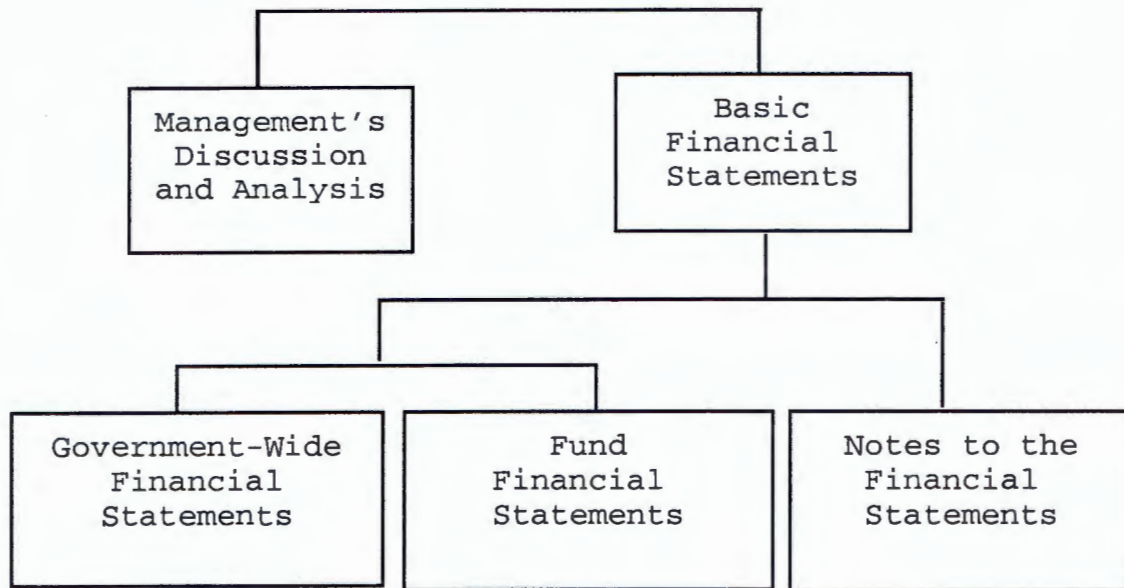 Management's
Discussion
and Analysis
Basic
Financial
Statements
Government-Wide
Financial
Statements
Fund
Financial
Statements
Notes to the
Financial
Statements